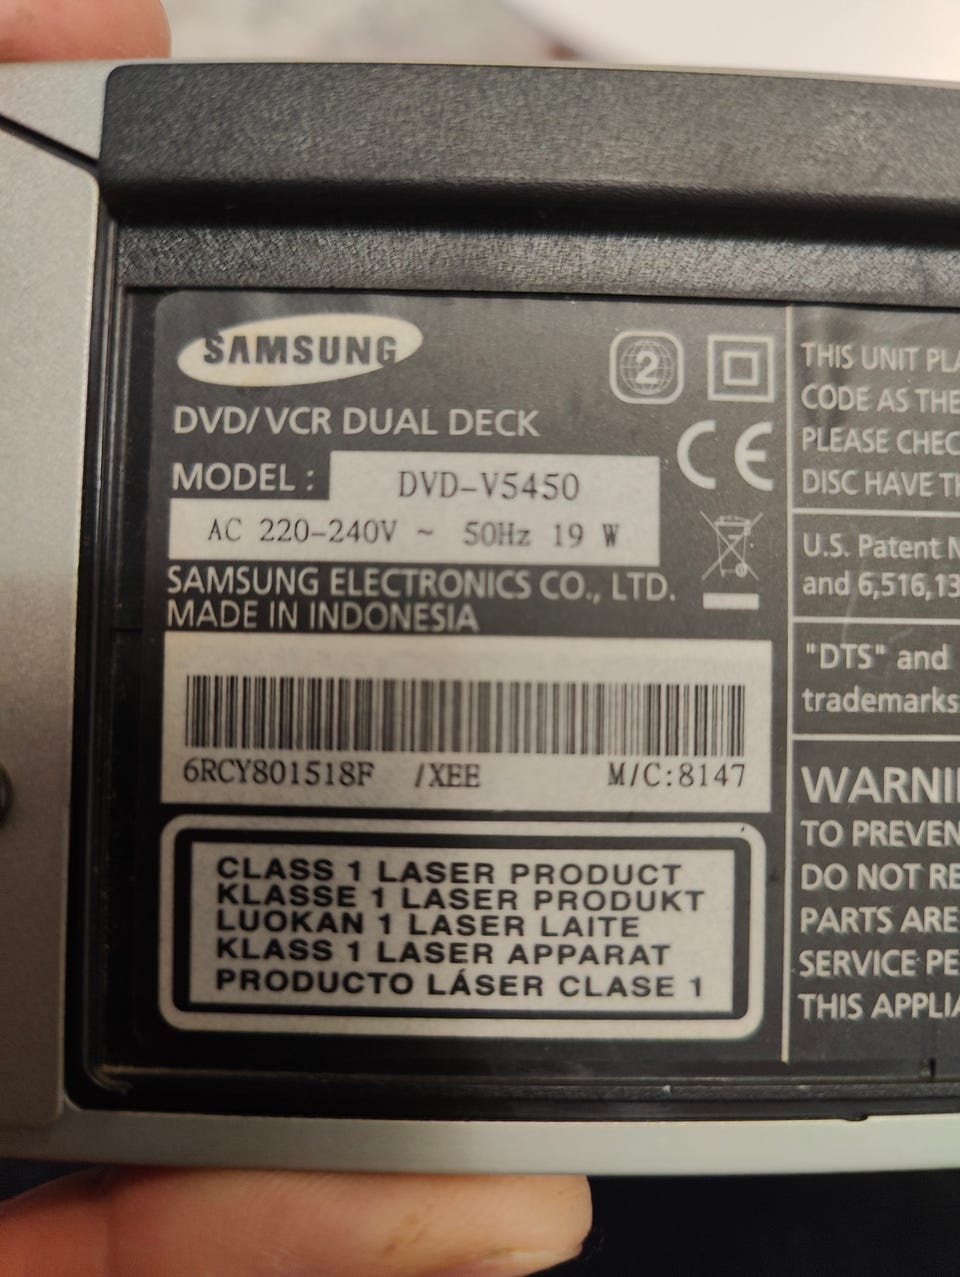 SAMSUNG
2
DVD/VCR DUAL DECK
MODEL : DVD-V5450
AC 220-240V ~ 50Hz 19 W
SAMSUNG ELECTRONICS CO., LTD.
MADE IN INDONESIA
CE
6RCY801518F /XEE M/C:8147
CLASS 1 LASER PRODUCT
KLASSE 1 LASER PRODUKT
LUOKAN 1 LASER LAITE
KLASS 1 LASER APPARAT
PRODUCTO LÁSER CLASE 1
THIS UNIT
CODE AS THE
PLEASE
DISC HAVE
U.S. Patent
and
"DTS" and
trademarks
TO
DO NOT
PARTS ARE
SERVICE
THIS